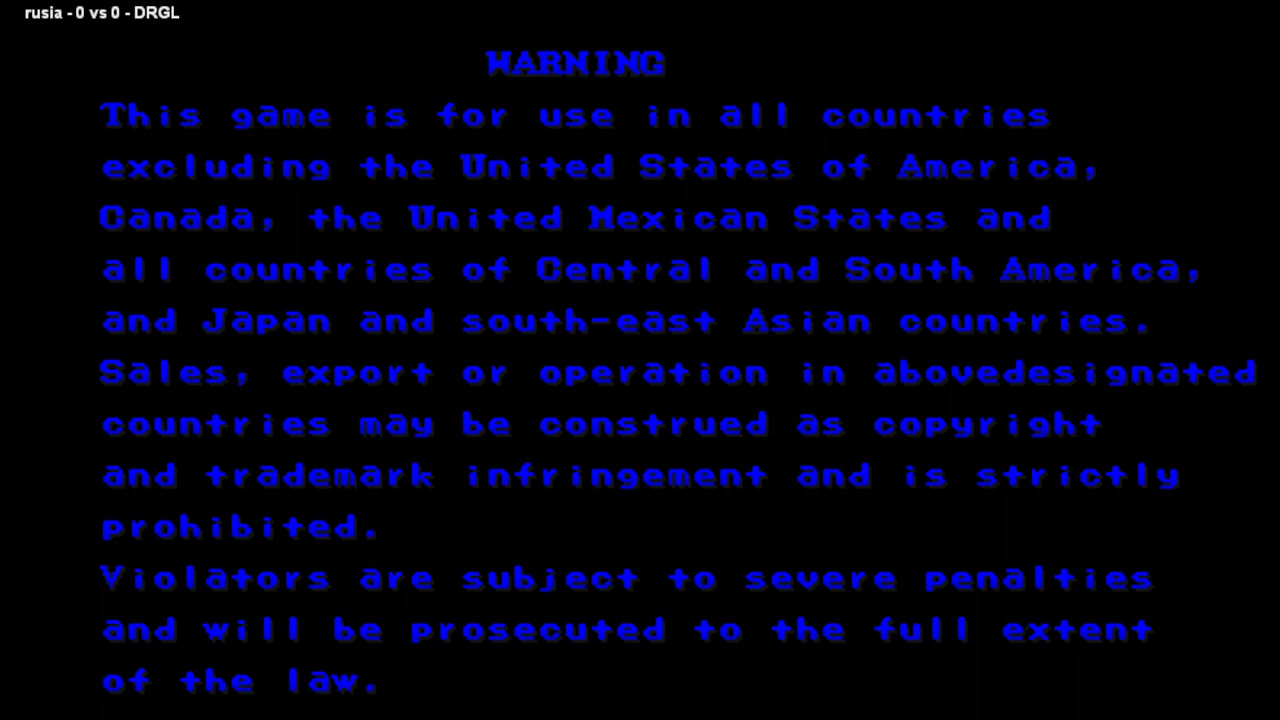 rusia - 0 vs 0 - DRGL
WARNING
This game is for use in all countries
excluding the United States of America,
Canada, the United Mexican States and
all countries of Central and South America,
and Japan and south-east Asian countries.
Sales, export or operation in abovedesignated
countries may be construed as copyright
and trademark infringement and is strictly
prohibited.
Violators are subject to severe penalties
and will be prosecuted to the full extent
of the law.